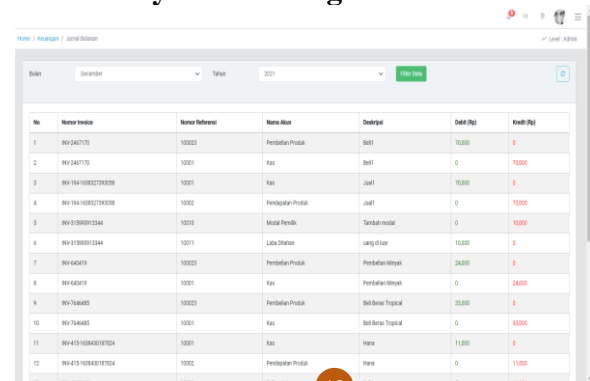 Home / Keuangan / Jurnal Bulanan Level : Admin
Bulan December Tahun 2021 Filter Data
No Nomor Invoice Nomor Referensi Nama Akun Deskripsi Debit (Rp) Kredit (Rp)
1 INV-2467170 100023 Pembelian Produk Beli1 70,000 0
2 INV-2467170 10001 Kas Beli1 0 70,000
3 INV-194-1638327393058 10001 Kas Jual1 70,000 0
4 INV-194-1638327393058 10002 Pendapatan Produk Jual1 0 70,000
5 INV-315990913344 10010 Modal Pemilik Tambah modal 0 10,000
6 INV-315990913344 10011 Laba Ditahan uang di luar 10,000 0
7 INV-640419 100023 Pembelian Produk Pembelian Minyak 24,000 0
8 INV-640419 10001 Kas Pembelian Minyak 0 24,000
9 INV-7646485 100023 Pembelian Produk Beli Beras Tropical 33,000 0
10 INV-7646485 10001 Kas Beli Beras Tropical 0 33,000
11 INV-415-1638430187024 10001 Kas Hana 11,000 0
12 INV-415-1638430187024 10002 Pendapatan Produk Hana 0 11,000